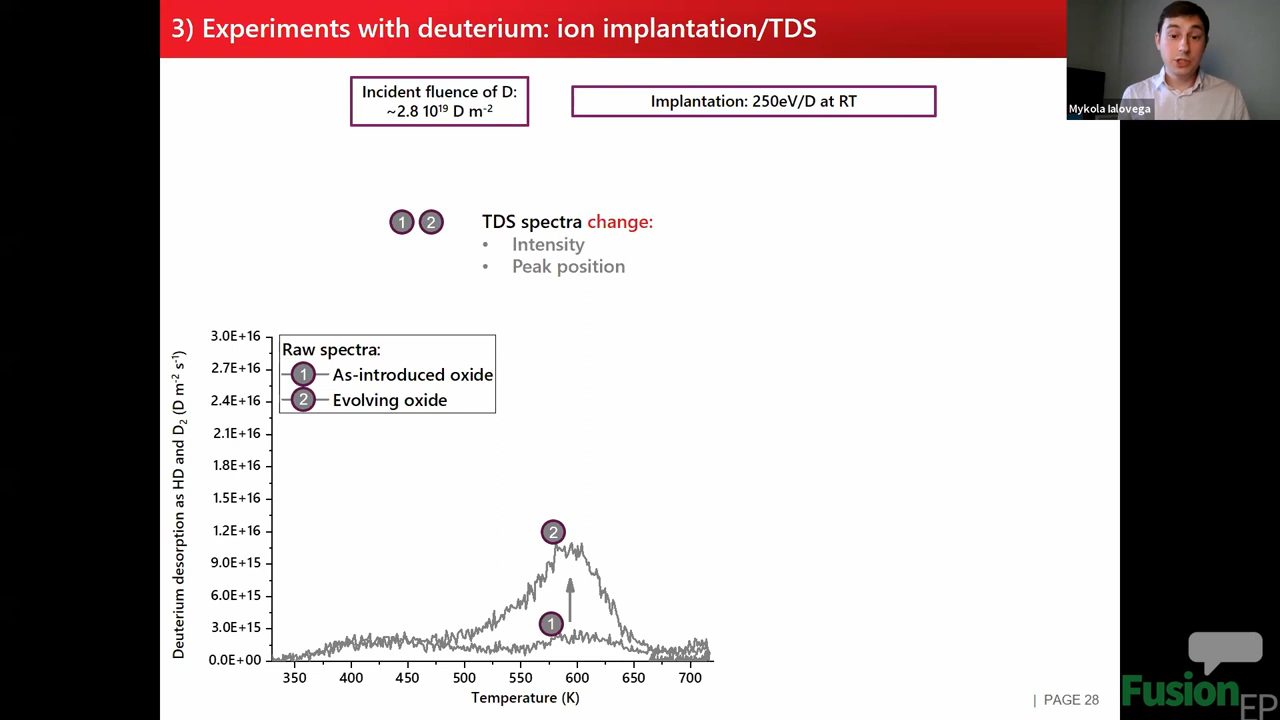 3) Experiments with deuterium: ion implantation/TDS
Mykola Ialovega
Incident fluence of D:
~2.8 10¹⁹ D m⁻²
Implantation: 250eV/D at RT
1 2 TDS spectra change:
• Intensity
• Peak position
Deuterium desorption as HD and D₂ (D m⁻² s⁻¹)
3.0E+16
2.7E+16
2.4E+16
2.1E+16
1.8E+16
1.5E+16
1.2E+16
9.0E+15
6.0E+15
3.0E+15
0.0E+00
Raw spectra:
1 As-introduced oxide
2 Evolving oxide
2
1
350 400 450 500 550 600 650 700
Temperature (K)
| PAGE 28
Fusion
EP